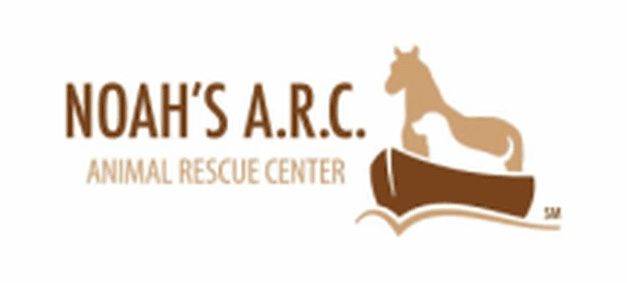 NOAH'S A.R.C.
ANIMAL RESCUE CENTER
SM